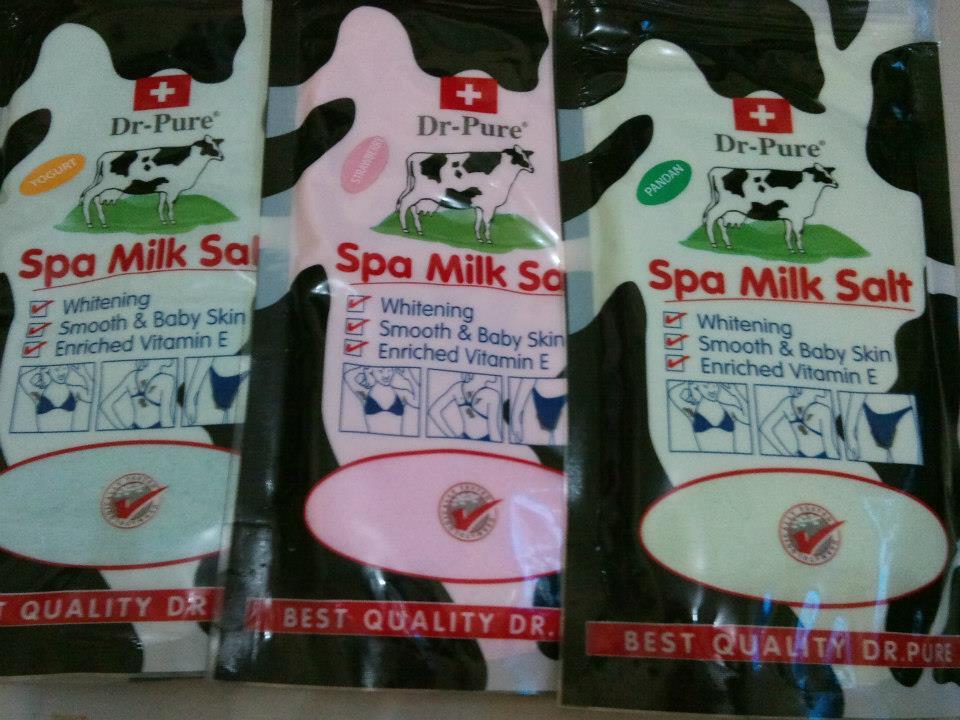 Dr-Pure®
YOGURT
Spa Milk Sal
Whitening
Smooth & Baby Skin
Enriched Vitamin E
T QUALITY DR
Dr-Pure®
STRAWBERRY
Spa Milk Sa
Whitening
Smooth & Baby Skin
Enriched Vitamin E
BEST QUALITY DR.
Dr-Pure®
PANDAN
Spa Milk Salt
Whitening
Smooth & Baby Skin
Enriched Vitamin E
BEST QUALITY DR.PURE